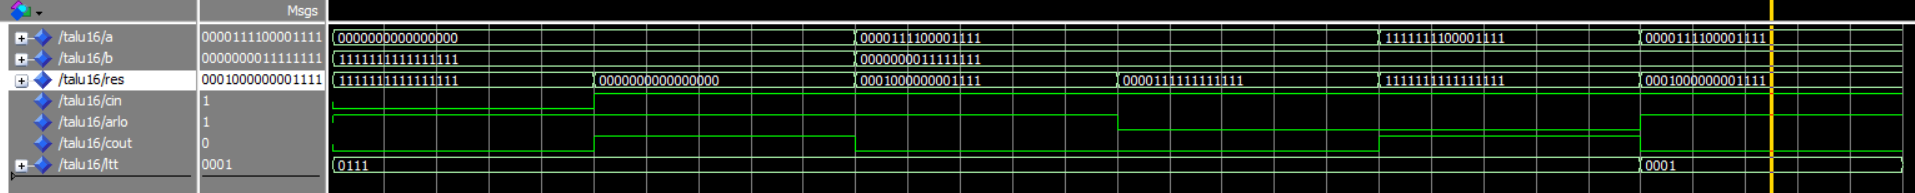 Msgs
/talu16/a 0000111100001111 0000000000000000 0000111100001111 1111111100001111 0000111100001111
/talu16/b 0000000011111111 1111111111111111 0000000011111111
/talu16/res 0001000000001111 1111111111111111 0000000000000000 0001000000001111 0000111111111111 1111111111111111 0001000000001111
/talu16/cin 1
/talu16/arlo 1
/talu16/cout 0
/talu16/ltt 0001 0111 0001